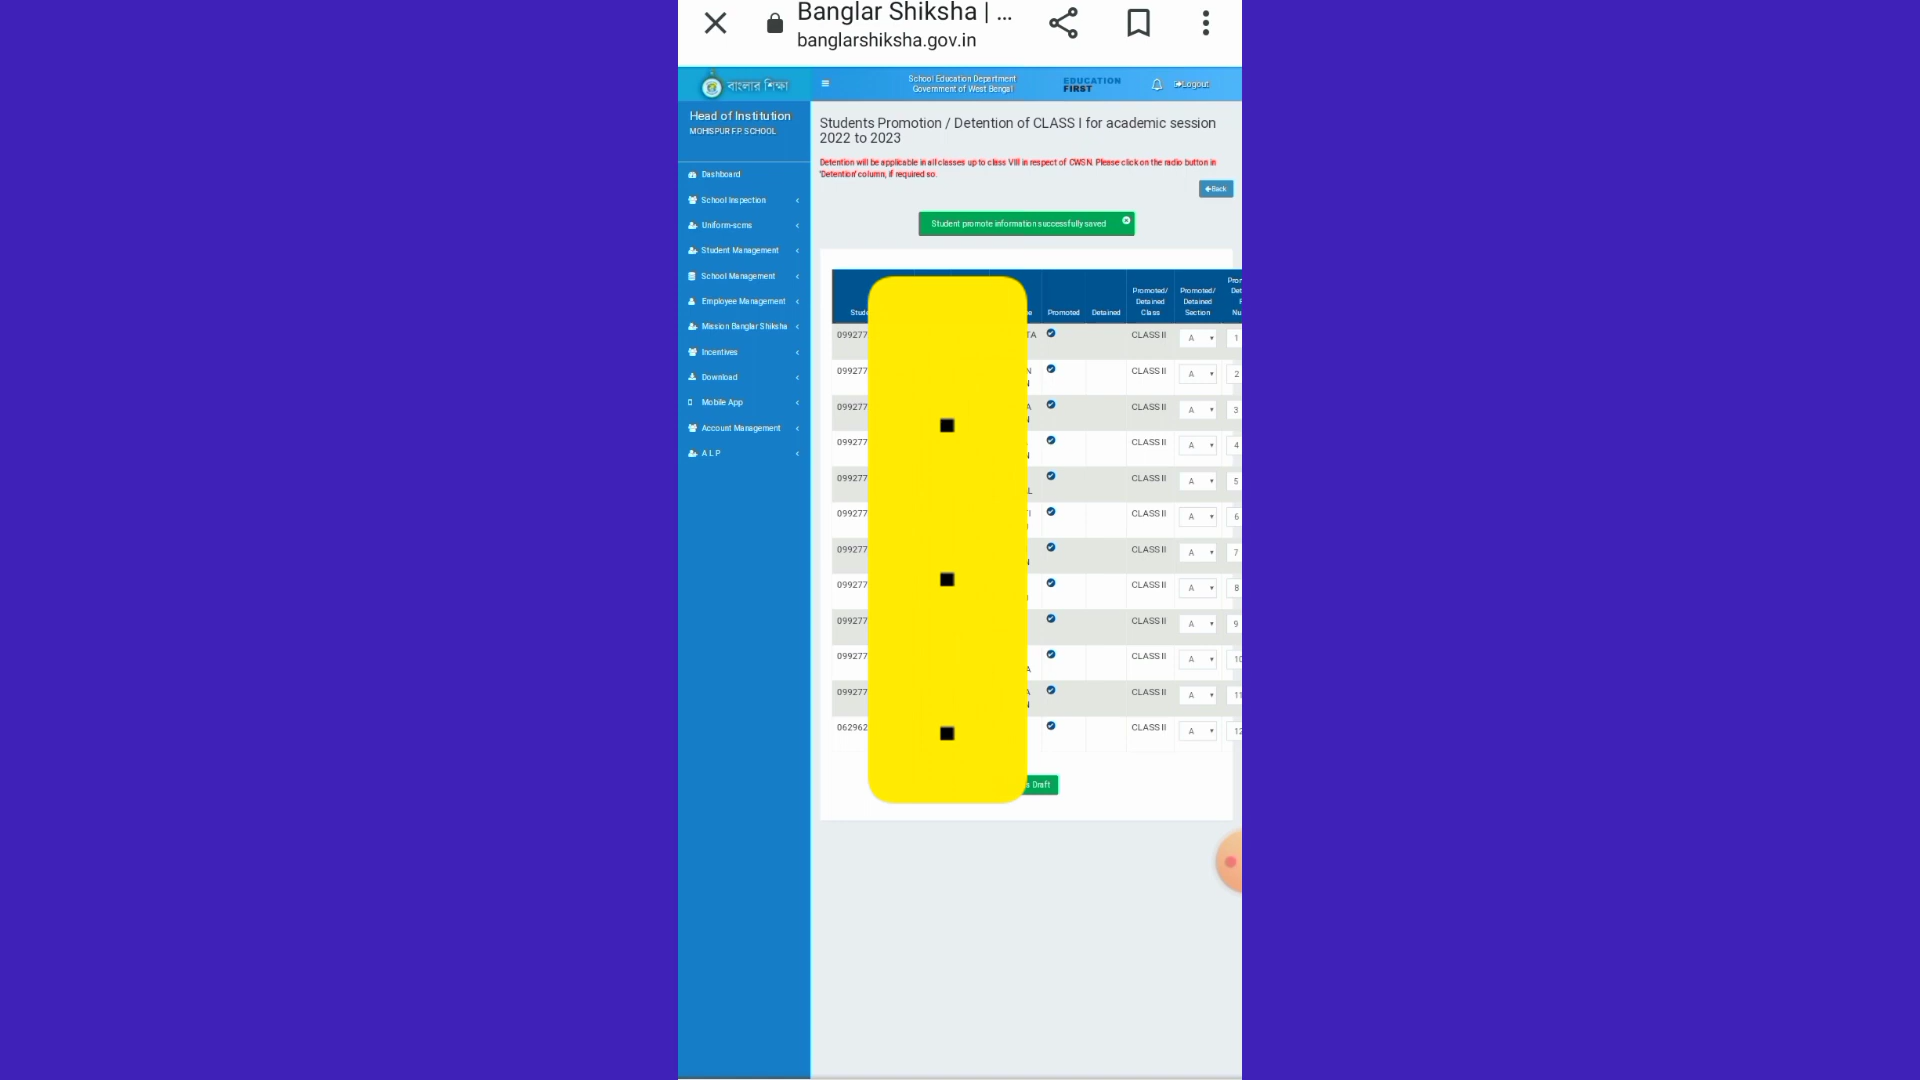 Banglar Shiksha | ...
banglarshiksha.gov.in
বাংলার শিক্ষা
School Education Department
Government of West Bengal
EDUCATION
FIRST
Logout
Head of Institution
MOHISPUR F.P. SCHOOL
Dashboard
School Inspection
Uniform-scms
Student Management
School Management
Employee Management
Mission Banglar Shiksha
Incentives
Download
Mobile App
Account Management
A L P
Students Promotion / Detention of CLASS I for academic session
2022 to 2023
Detention will be applicable in all classes up to class VIII in respect of CWSN. Please click on the radio button in
'Detention' column, if required so.
Back
Student promote information successfully saved
Promoted Detained Promoted/ Detained Class Promoted/ Detained Section
099277 TA CLASS II A 1
099277 N N CLASS II A 2
099277 A N CLASS II A 3
099277 N CLASS II A 4
099277 L CLASS II A 5
099277 CLASS II A 6
099277 N CLASS II A 7
099277 CLASS II A 8
099277 CLASS II A 9
099277 A CLASS II A 10
099277 A N CLASS II A 11
062962 CLASS II A 12
Draft